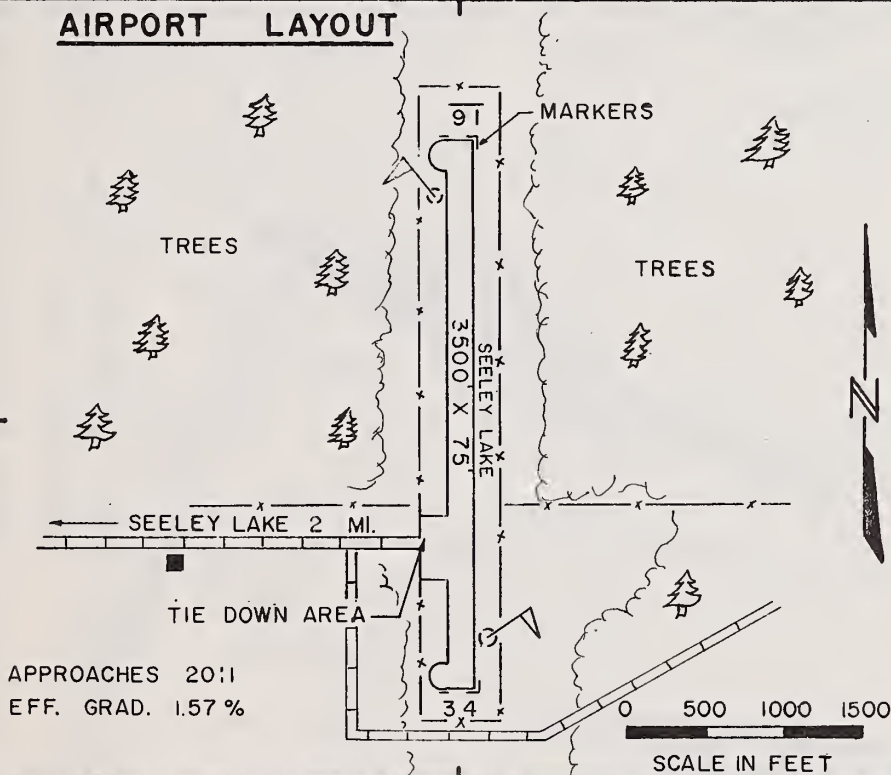 AIRPORT LAYOUT
16
MARKERS
TREES
TREES
3500' X 75'
SEELEY LAKE
N
SEELEY LAKE 2 MI.
TIE DOWN AREA
APPROACHES 20:1
EFF. GRAD. 1.57 %
34
0 500 1000 1500
SCALE IN FEET